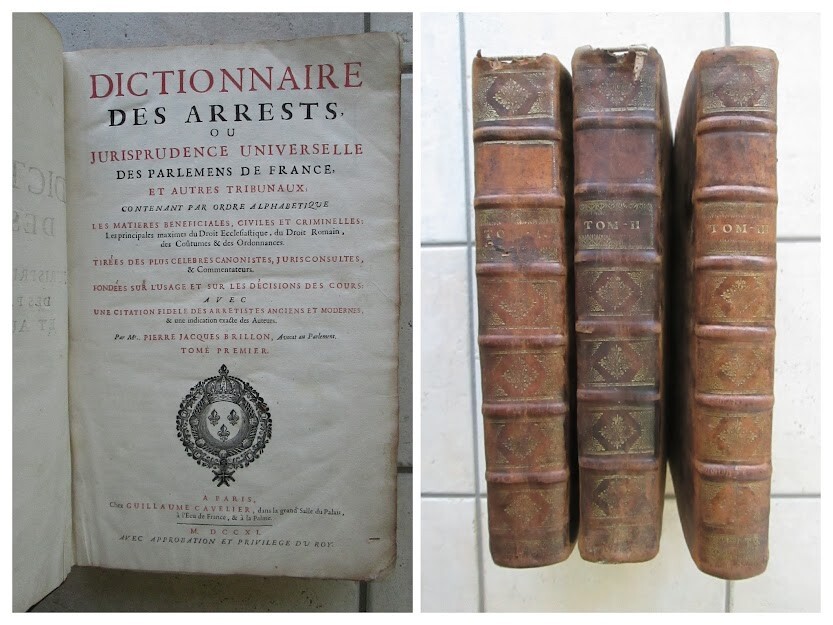 DICTIONNAIRE
DES ARRESTS,
OU
JURISPRUDENCE UNIVERSELLE
DES PARLEMENS DE FRANCE,
ET AUTRES TRIBUNAUX;
CONTENANT PAR ORDRE ALPHABETIQUE
LES MATIERES BENEFICIALES, CIVILES ET CRIMINELLES:
Les principales maximes du Droit Ecclesiastique, du Droit Romain,
des Coûtumes & des Ordonnances.
TIRÉES DES PLUS CELEBRES CANONISTES, JURISCONSULTES,
& Commentateurs.
FONDÉES SUR L'USAGE ET SUR LES DÉCISIONS DES COURS:
AVEC
UNE CITATION FIDELE DES ARRETISTES ANCIENS ET MODERNES,
& une indication exacte des Auteurs.
Par Me. PIERRE JACQUES BRILLON, Avocat au Parlement.
TOME PREMIER.
A PARIS,
Chez GUILLAUME CAVELIER, dans la grand' Salle du Palais,
à l'Ecu de France, & à la Palme.
M. DCCXI.
AVEC APPROBATION ET PRIVILEGE DU ROY.
TO
TOM·II
TOM·III